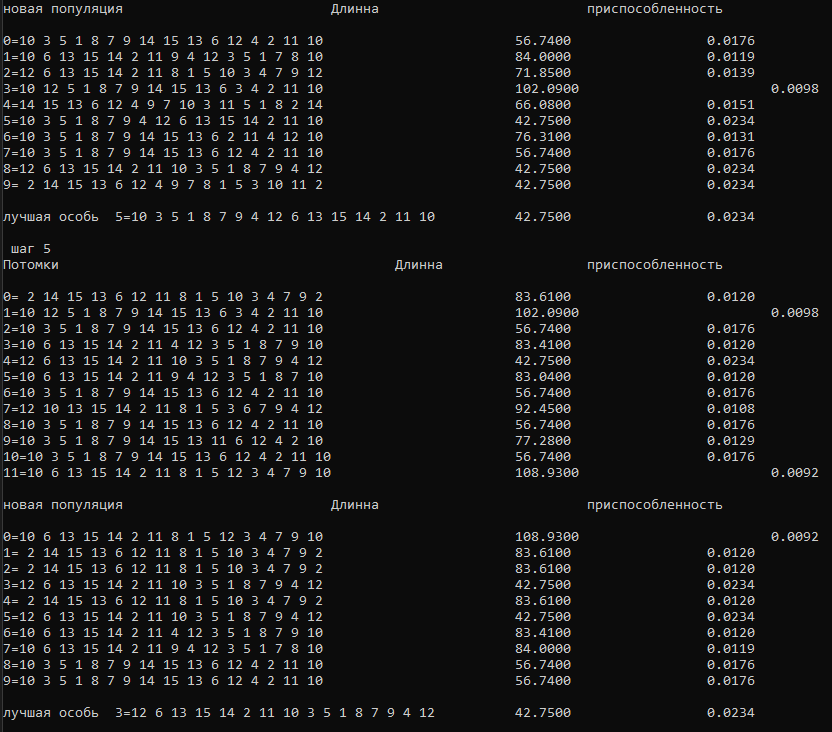 новая популяция Длинна приспособленность
0=10 3 5 1 8 7 9 14 15 13 6 12 4 2 11 10 56.7400 0.0176
1=10 6 13 15 14 2 11 9 4 12 3 5 1 7 8 10 84.0000 0.0119
2=12 6 13 15 14 2 11 8 1 5 10 3 4 7 9 12 71.8500 0.0139
3=10 12 5 1 8 7 9 14 15 13 6 3 4 2 11 10 102.0900 0.0098
4=14 15 13 6 12 4 9 7 10 3 11 5 1 8 2 14 66.0800 0.0151
5=10 3 5 1 8 7 9 4 12 6 13 15 14 2 11 10 42.7500 0.0234
6=10 3 5 1 8 7 9 14 15 13 6 2 11 4 12 10 76.3100 0.0131
7=10 3 5 1 8 7 9 14 15 13 6 12 4 2 11 10 56.7400 0.0176
8=12 6 13 15 14 2 11 10 3 5 1 8 7 9 4 12 42.7500 0.0234
9= 2 14 15 13 6 12 4 9 7 8 1 5 3 10 11 2 42.7500 0.0234
лучшая особь 5=10 3 5 1 8 7 9 4 12 6 13 15 14 2 11 10 42.7500 0.0234
шаг 5
Потомки Длинна приспособленность
0= 2 14 15 13 6 12 11 8 1 5 10 3 4 7 9 2 83.6100 0.0120
1=10 12 5 1 8 7 9 14 15 13 6 3 4 2 11 10 102.0900 0.0098
2=10 3 5 1 8 7 9 14 15 13 6 12 4 2 11 10 56.7400 0.0176
3=10 6 13 15 14 2 11 4 12 3 5 1 8 7 9 10 83.4100 0.0120
4=12 6 13 15 14 2 11 10 3 5 1 8 7 9 4 12 42.7500 0.0234
5=10 6 13 15 14 2 11 9 4 12 3 5 1 8 7 10 83.0400 0.0120
6=10 3 5 1 8 7 9 14 15 13 6 12 4 2 11 10 56.7400 0.0176
7=12 10 13 15 14 2 11 8 1 5 3 6 7 9 4 12 92.4500 0.0108
8=10 3 5 1 8 7 9 14 15 13 6 12 4 2 11 10 56.7400 0.0176
9=10 3 5 1 8 7 9 14 15 13 11 6 12 4 2 10 77.2800 0.0129
10=10 3 5 1 8 7 9 14 15 13 6 12 4 2 11 10 56.7400 0.0176
11=10 6 13 15 14 2 11 8 1 5 12 3 4 7 9 10 108.9300 0.0092
новая популяция Длинна приспособленность
0=10 6 13 15 14 2 11 8 1 5 12 3 4 7 9 10 108.9300 0.0092
1= 2 14 15 13 6 12 11 8 1 5 10 3 4 7 9 2 83.6100 0.0120
2= 2 14 15 13 6 12 11 8 1 5 10 3 4 7 9 2 83.6100 0.0120
3=12 6 13 15 14 2 11 10 3 5 1 8 7 9 4 12 42.7500 0.0234
4= 2 14 15 13 6 12 11 8 1 5 10 3 4 7 9 2 83.6100 0.0120
5=12 6 13 15 14 2 11 10 3 5 1 8 7 9 4 12 42.7500 0.0234
6=10 6 13 15 14 2 11 4 12 3 5 1 8 7 9 10 83.4100 0.0120
7=10 6 13 15 14 2 11 9 4 12 3 5 1 7 8 10 84.0000 0.0119
8=10 3 5 1 8 7 9 14 15 13 6 12 4 2 11 10 56.7400 0.0176
9=10 3 5 1 8 7 9 14 15 13 6 12 4 2 11 10 56.7400 0.0176
лучшая особь 3=12 6 13 15 14 2 11 10 3 5 1 8 7 9 4 12 42.7500 0.0234